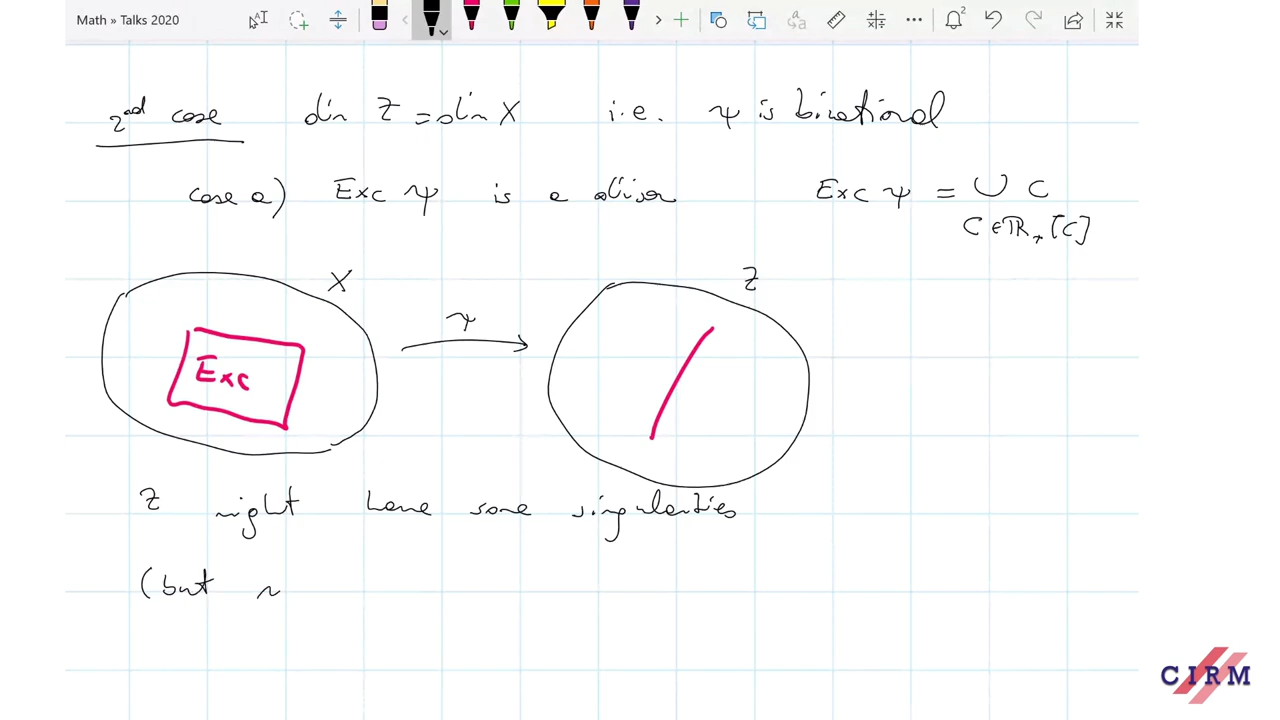 Math » Talks 2020
2nd case dim Z = dim X i.e. ψ is birational
case a) Exc ψ is a divisor Exc ψ = ∪ C
C ∈ ℝ₊ [C]
X
Z
ψ
Exc
Z might have some singularities
(but n
CIRM